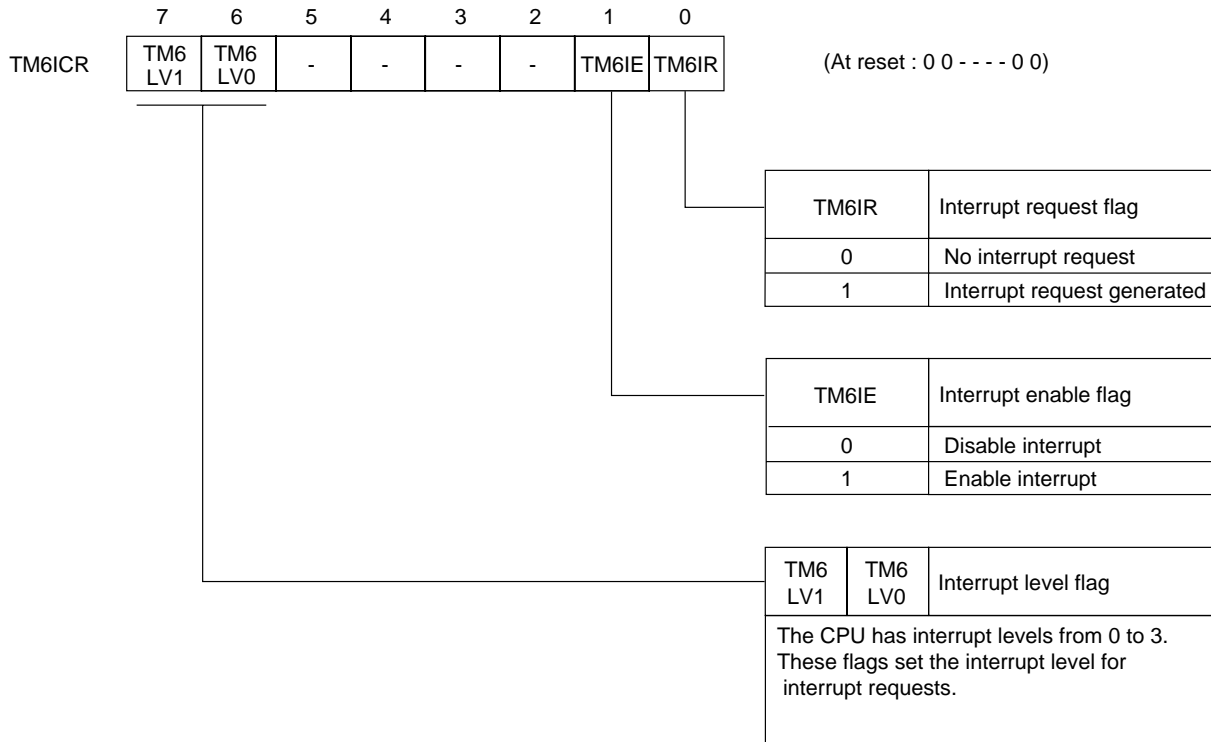 7 6 5 4 3 2 1 0
TM6ICR TM6 LV1 TM6 LV0 - - - - TM6IE TM6IR (At reset : 0 0 - - - - 0 0)
TM6IR Interrupt request flag
0 No interrupt request
1 Interrupt request generated
TM6IE Interrupt enable flag
0 Disable interrupt
1 Enable interrupt
TM6 LV1 TM6 LV0 Interrupt level flag
The CPU has interrupt levels from 0 to 3.
These flags set the interrupt level for
interrupt requests.